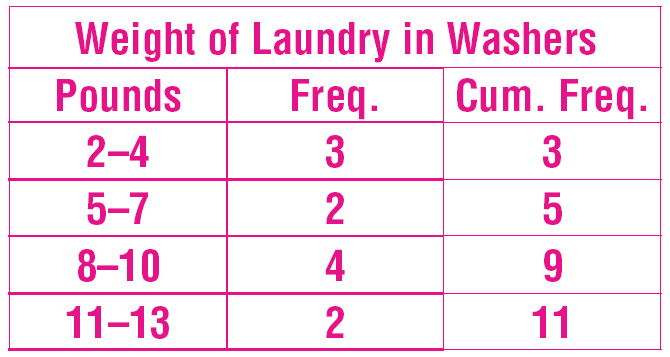 Weight of Laundry in Washers
Pounds Freq. Cum. Freq.
2–4 3 3
5–7 2 5
8–10 4 9
11–13 2 11